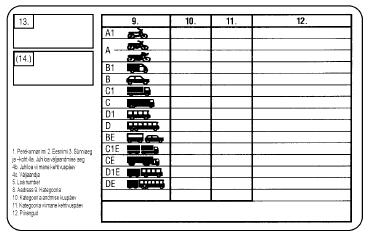 13.
(14.)
9. 10. 11. 12.
A1
A
B1
B
C1
C
D1
D
BE
C1E
CE
D1E
DE
1. Perekonnanimi 2. Eesnimi 3. Sünniaeg
ja -koht 4a. Juhiloa väljaandmise aeg
4b. Juhiloa viimane kehtivuspäev
4c. Väljaandja
5. Loa number
8. Aadress 9. Kategooria
10. Kategooria andmise kuupäev
11. Kategooria viimane kehtivuspäev
12. Piirangud